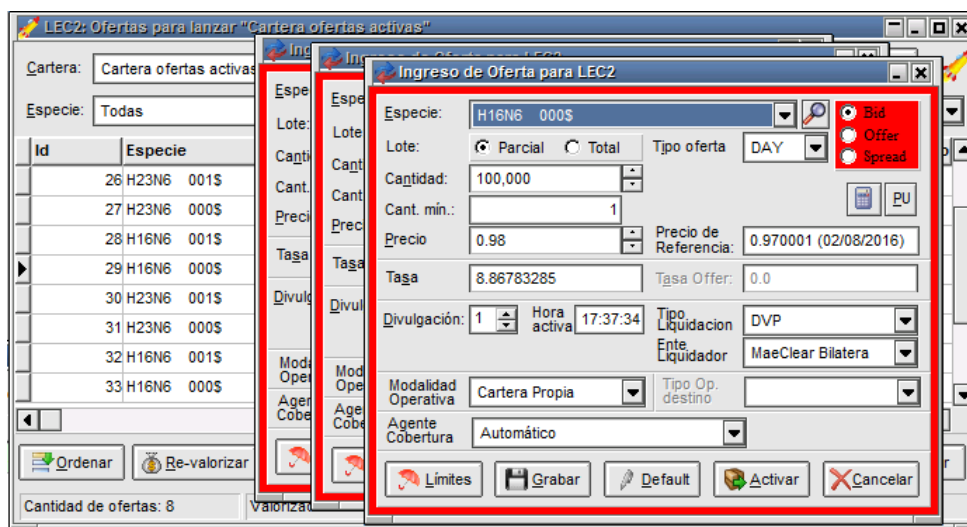 LEC2: Ofertas para lanzar "Cartera ofertas activas"
Cartera: Cartera ofertas activas
Especie: Todas
Id Especie
26 H23N6 001$
27 H23N6 000$
28 H16N6 001$
29 H16N6 000$
30 H23N6 001$
31 H23N6 000$
32 H16N6 001$
33 H16N6 000$
Ordenar Re-valorizar
Cantidad de ofertas: 8
Ingreso de Oferta para LEC2
Especie: H16N6 000$
Bid
Offer
Spread
Lote: Parcial Total Tipo oferta DAY
Cantidad: 100,000
Cant. mín.: 1
PU
Precio 0.98 Precio de Referencia: 0.970001 (02/08/2016)
Tasa 8.86783285 Tasa Offer: 0.0
Divulgación: 1 Hora activa 17:37:34 Tipo Liquidacion DVP
Ente Liquidador MaeClear Bilatera
Modalidad Operativa Cartera Propia Tipo Op. destino
Agente Cobertura Automático
Límites Grabar Default Activar Cancelar